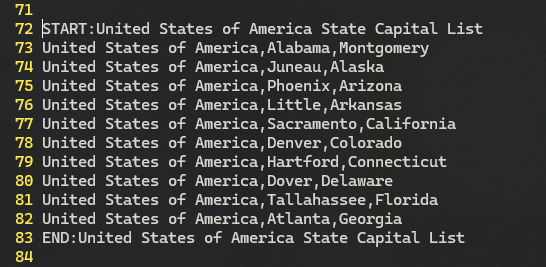 71
72 START:United States of America State Capital List
73 United States of America,Alabama,Montgomery
74 United States of America,Juneau,Alaska
75 United States of America,Phoenix,Arizona
76 United States of America,Little,Arkansas
77 United States of America,Sacramento,California
78 United States of America,Denver,Colorado
79 United States of America,Hartford,Connecticut
80 United States of America,Dover,Delaware
81 United States of America,Tallahassee,Florida
82 United States of America,Atlanta,Georgia
83 END:United States of America State Capital List
84